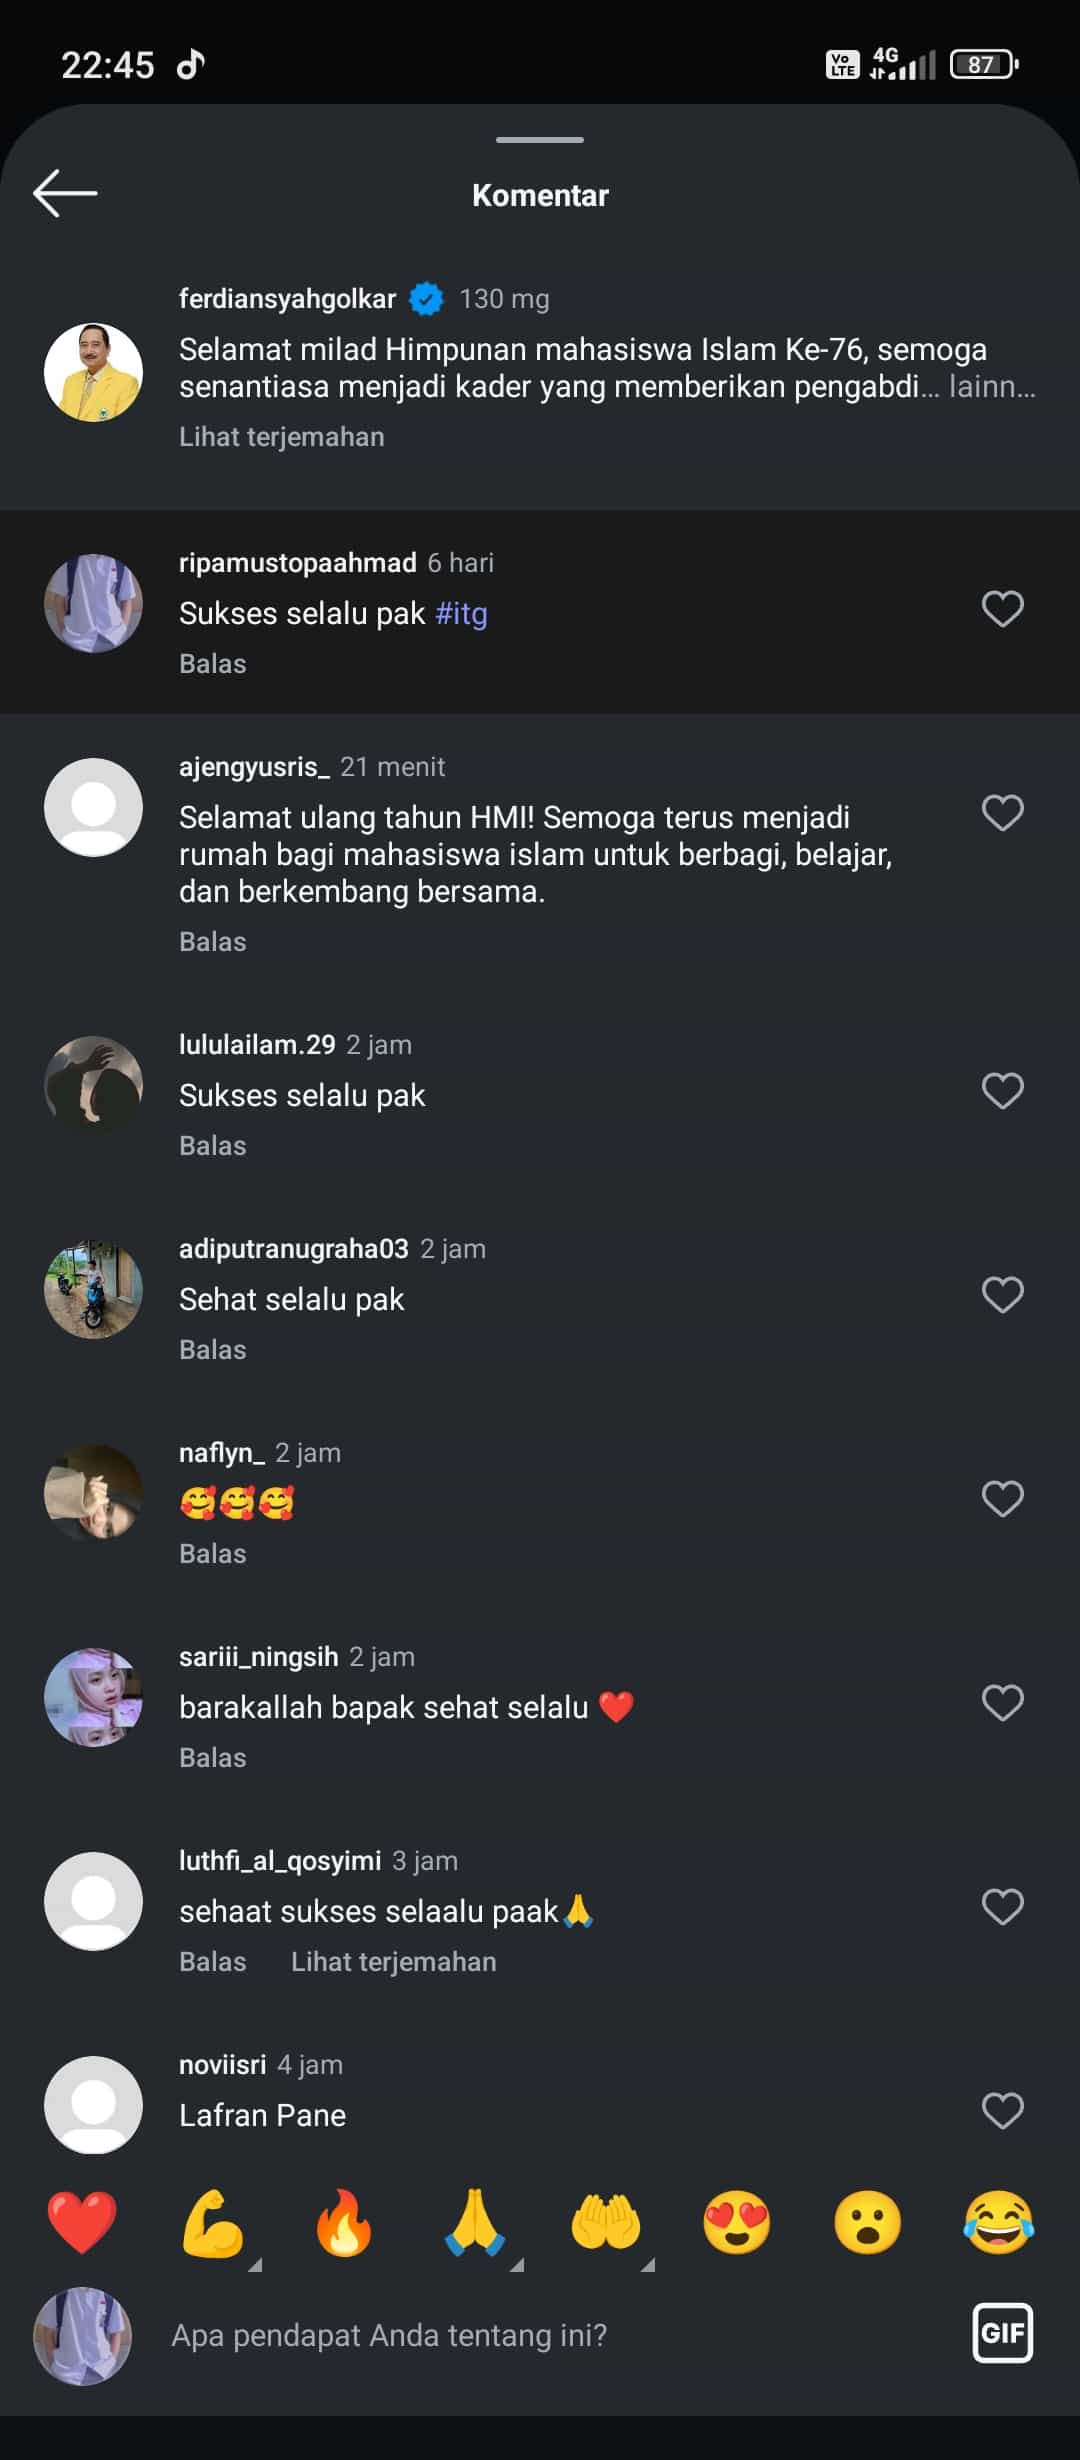 22:45
Vo LTE 4G 87
Komentar
ferdiansyahgolkar 130 mg
Selamat milad Himpunan mahasiswa Islam Ke-76, semoga
senantiasa menjadi kader yang memberikan pengabdi... lainn...
Lihat terjemahan
ripamustopaahmad 6 hari
Sukses selalu pak #itg
Balas
ajengyusris_ 21 menit
Selamat ulang tahun HMI! Semoga terus menjadi
rumah bagi mahasiswa islam untuk berbagi, belajar,
dan berkembang bersama.
Balas
lululailam.29 2 jam
Sukses selalu pak
Balas
adiputranugraha03 2 jam
Sehat selalu pak
Balas
naflyn_ 2 jam
🥰🥰🥰
Balas
sariii_ningsih 2 jam
barakallah bapak sehat selalu ❤️
Balas
luthfi_al_qosyimi 3 jam
sehaat sukses selaalu paak🙏
Balas Lihat terjemahan
noviisri 4 jam
Lafran Pane
❤️ 💪 🔥 🙏 🤲 😍 😮 😂
Apa pendapat Anda tentang ini?
GIF